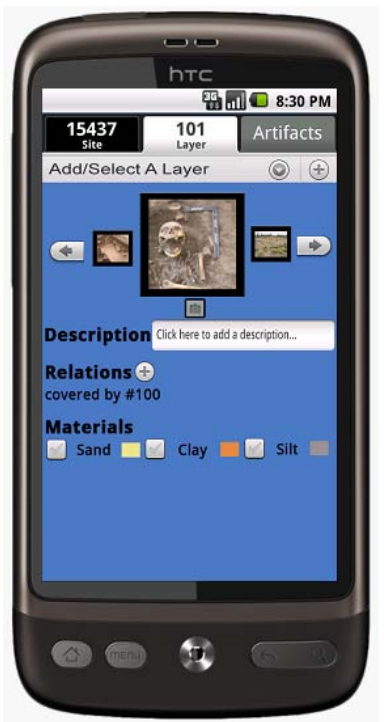 hTC
3G
8:30 PM
15437
Site
101
Layer
Artifacts
Add/Select A Layer
Description Click here to add a description...
Relations
covered by #100
Materials
Sand Clay Silt
MENU